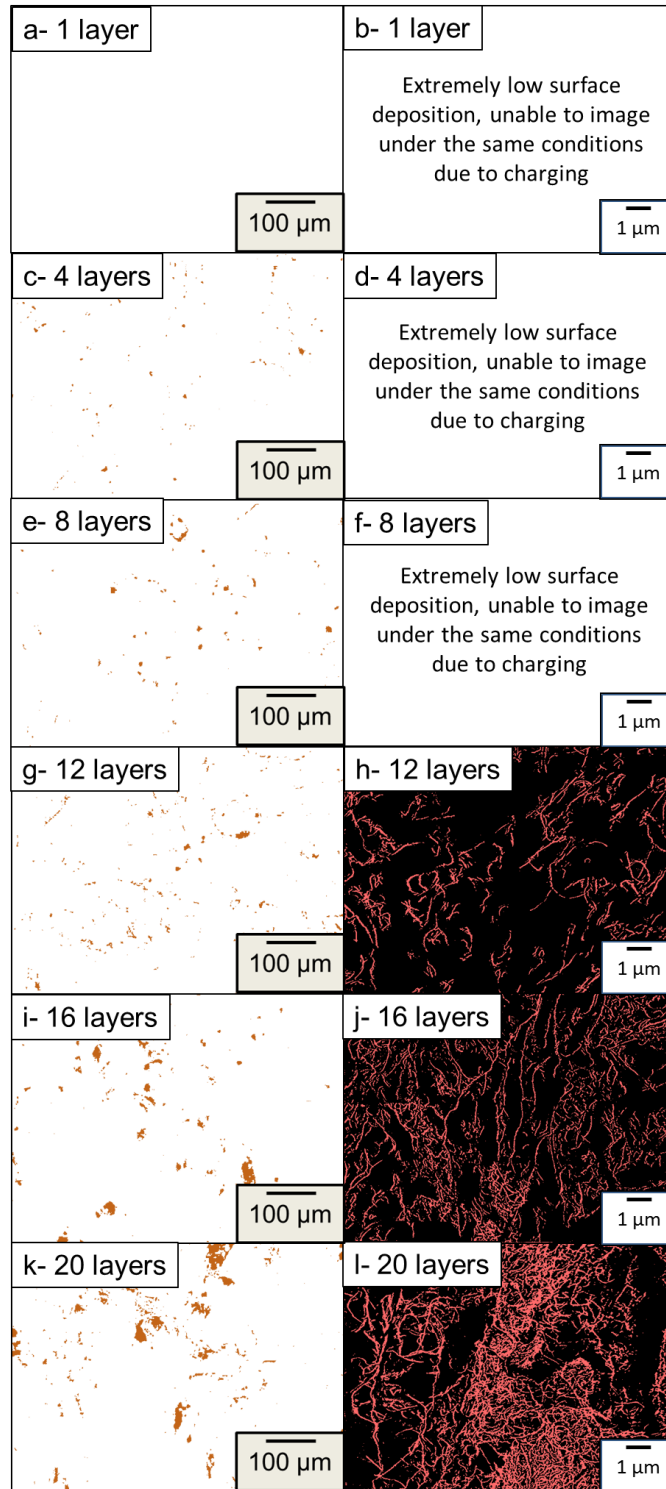 a- 1 layer
100 µm
b- 1 layer
Extremely low surface
deposition, unable to image
under the same conditions
due to charging
1 µm
c- 4 layers
100 µm
d- 4 layers
Extremely low surface
deposition, unable to image
under the same conditions
due to charging
1 µm
e- 8 layers
100 µm
f- 8 layers
Extremely low surface
deposition, unable to image
under the same conditions
due to charging
1 µm
g- 12 layers
100 µm
h- 12 layers
1 µm
i- 16 layers
100 µm
j- 16 layers
1 µm
k- 20 layers
100 µm
l- 20 layers
1 µm